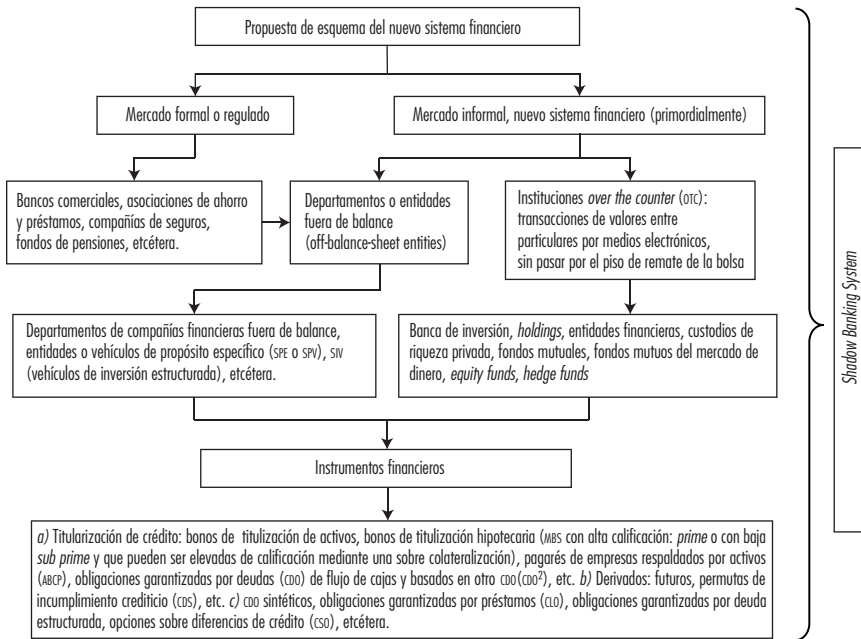 Propuesta de esquema del nuevo sistema financiero
Mercado formal o regulado
Mercado informal, nuevo sistema financiero (primordialmente)
Bancos comerciales, asociaciones de ahorro
y préstamos, compañías de seguros,
fondos de pensiones, etcétera.
Departamentos o entidades
fuera de balance
(off-balance-sheet entities)
Instituciones over the counter (OTC):
transacciones de valores entre
particulares por medios electrónicos,
sin pasar por el piso de remate de la bolsa
Departamentos de compañías financieras fuera de balance,
entidades o vehículos de propósito específico (SPE o SPV), SIV
(vehículos de inversión estructurada), etcétera.
Banca de inversión, holdings, entidades financieras, custodios de
riqueza privada, fondos mutuales, fondos mutuos del mercado de
dinero, equity funds, hedge funds
Instrumentos financieros
a) Titularización de crédito: bonos de titulización de activos, bonos de titulización hipotecaria (MBS con alta calificación: prime o con baja
sub prime y que pueden ser elevadas de calificación mediante una sobre colateralización), pagarés de empresas respaldados por activos
(ABCP), obligaciones garantizadas por deudas (CDO) de flujo de cajas y basados en otro CDO(CDO²), etc. b) Derivados: futuros, permutas de
incumplimiento crediticio (CDS), etc. c) CDO sintéticos, obligaciones garantizadas por préstamos (CLO), obligaciones garantizadas por deuda
estructurada, opciones sobre diferencias de crédito (CSO), etcétera.
Shadow Banking System